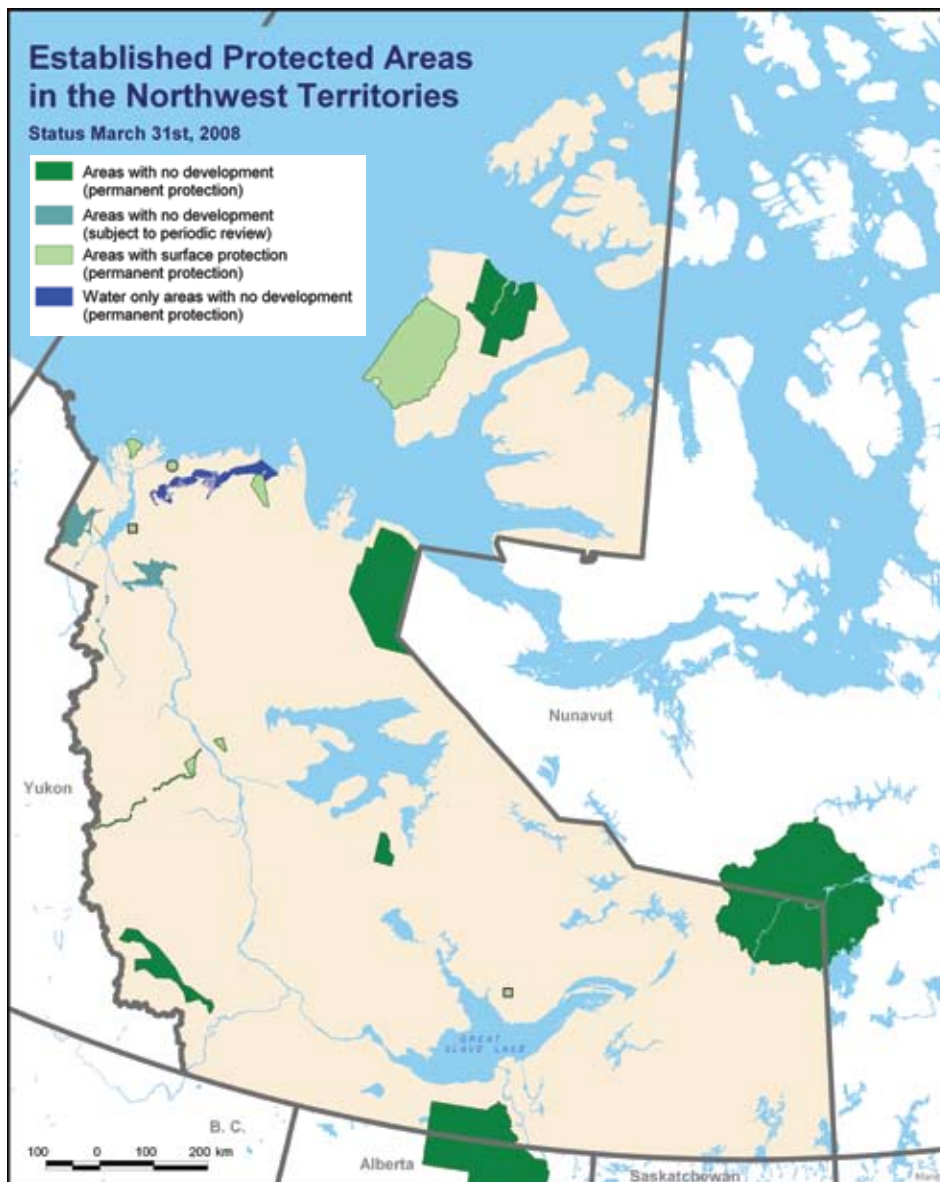 Established Protected Areas
in the Northwest Territories
Status March 31st, 2008
Areas with no development
(permanent protection)
Areas with no development
(subject to periodic review)
Areas with surface protection
(permanent protection)
Water only areas with no development
(permanent protection)
Nunavut
Yukon
GREAT
SLAVE LAKE
B. C.
100 0 100 200 km
Alberta
Saskatchewan